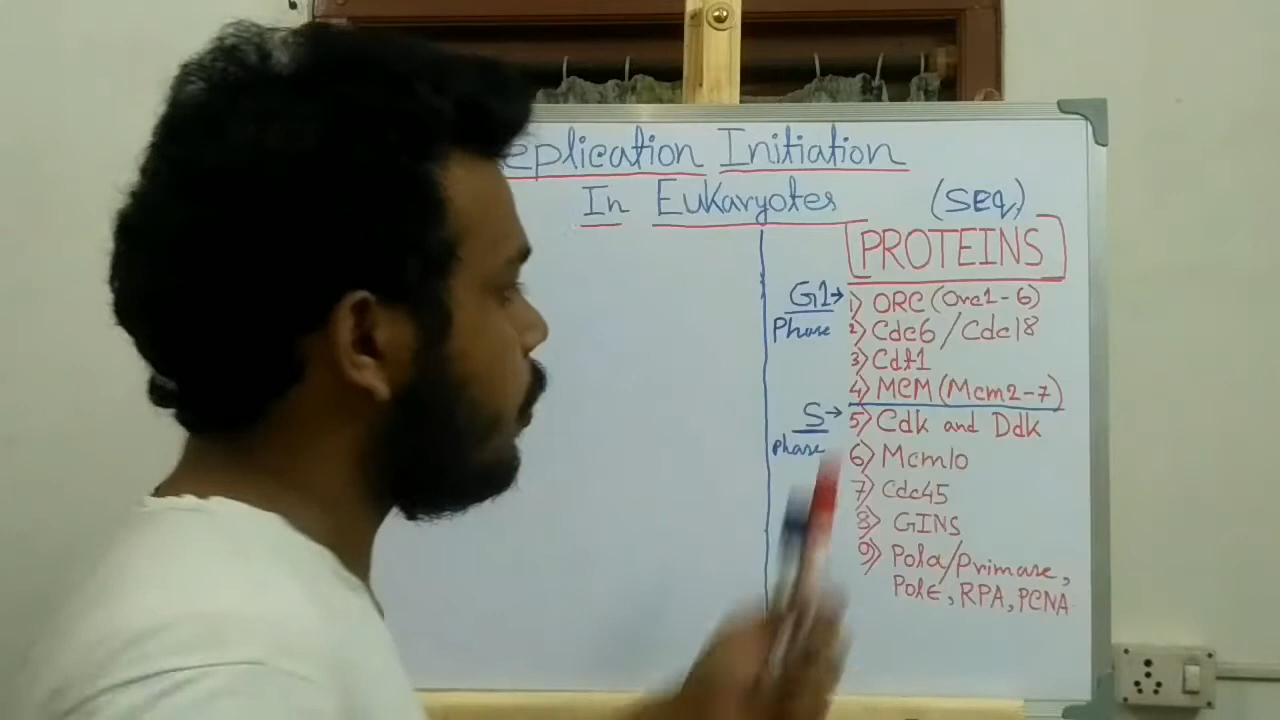 eplication Initiation
In Eukaryotes (seq)
PROTEINS
G1→ 1) ORC (Orc1-6)
Phase 2) Cdc6/Cdc18
3) Cdt1
4) MCM (Mcm2-7)
S→ 5) Cdk and Ddk
phase 6) Mcm10
7) Cdc45
8) GINS
9) Polα/Primase,
Polε, RPA, PCNA